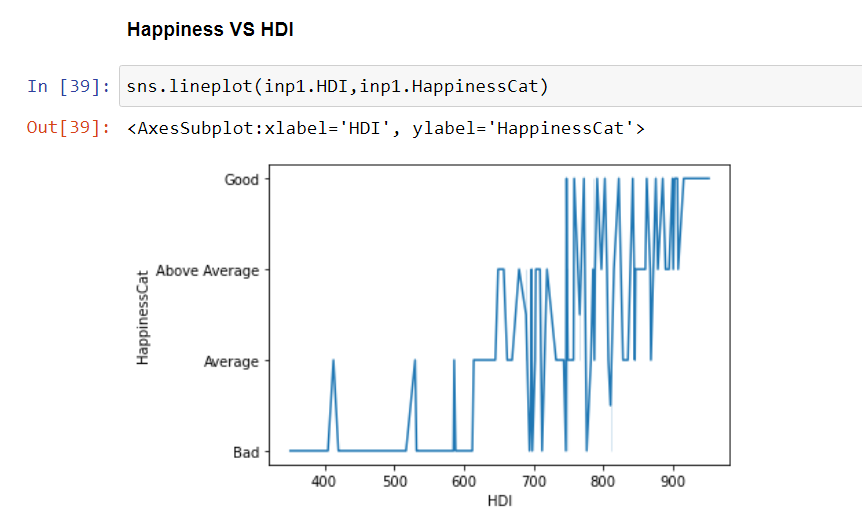 Happiness VS HDI
In [39]: sns.lineplot(inp1.HDI,inp1.HappinessCat)
Out[39]: <AxesSubplot:xlabel='HDI', ylabel='HappinessCat'>
Good
Above Average
Average
Bad
HappinessCat
400 500 600 700 800 900
HDI